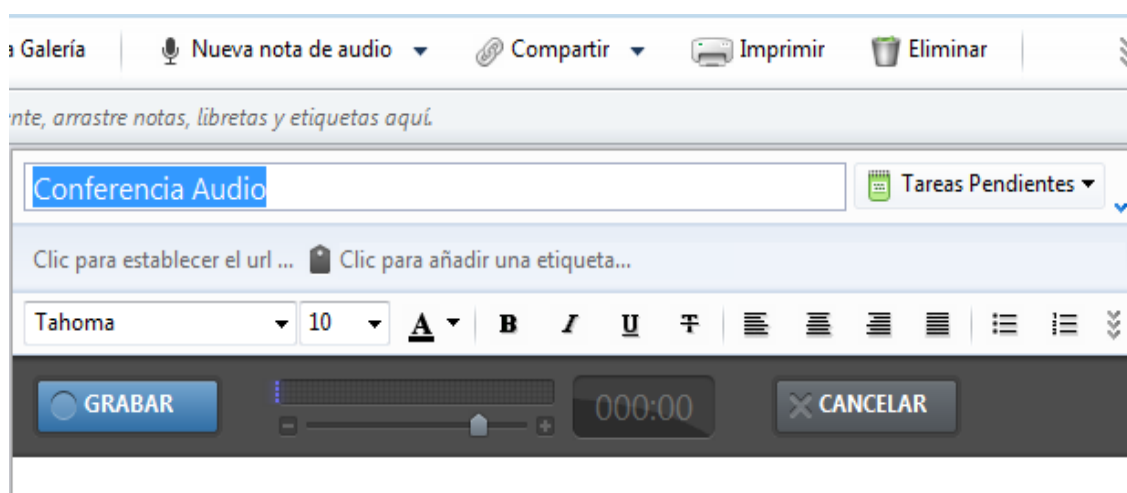 a Galería Nueva nota de audio Compartir Imprimir Eliminar
nte, arrastre notas, libretas y etiquetas aquí.
Conferencia Audio Tareas Pendientes
Clic para establecer el url ... Clic para añadir una etiqueta...
Tahoma 10 A B I U T
GRABAR 000:00 CANCELAR